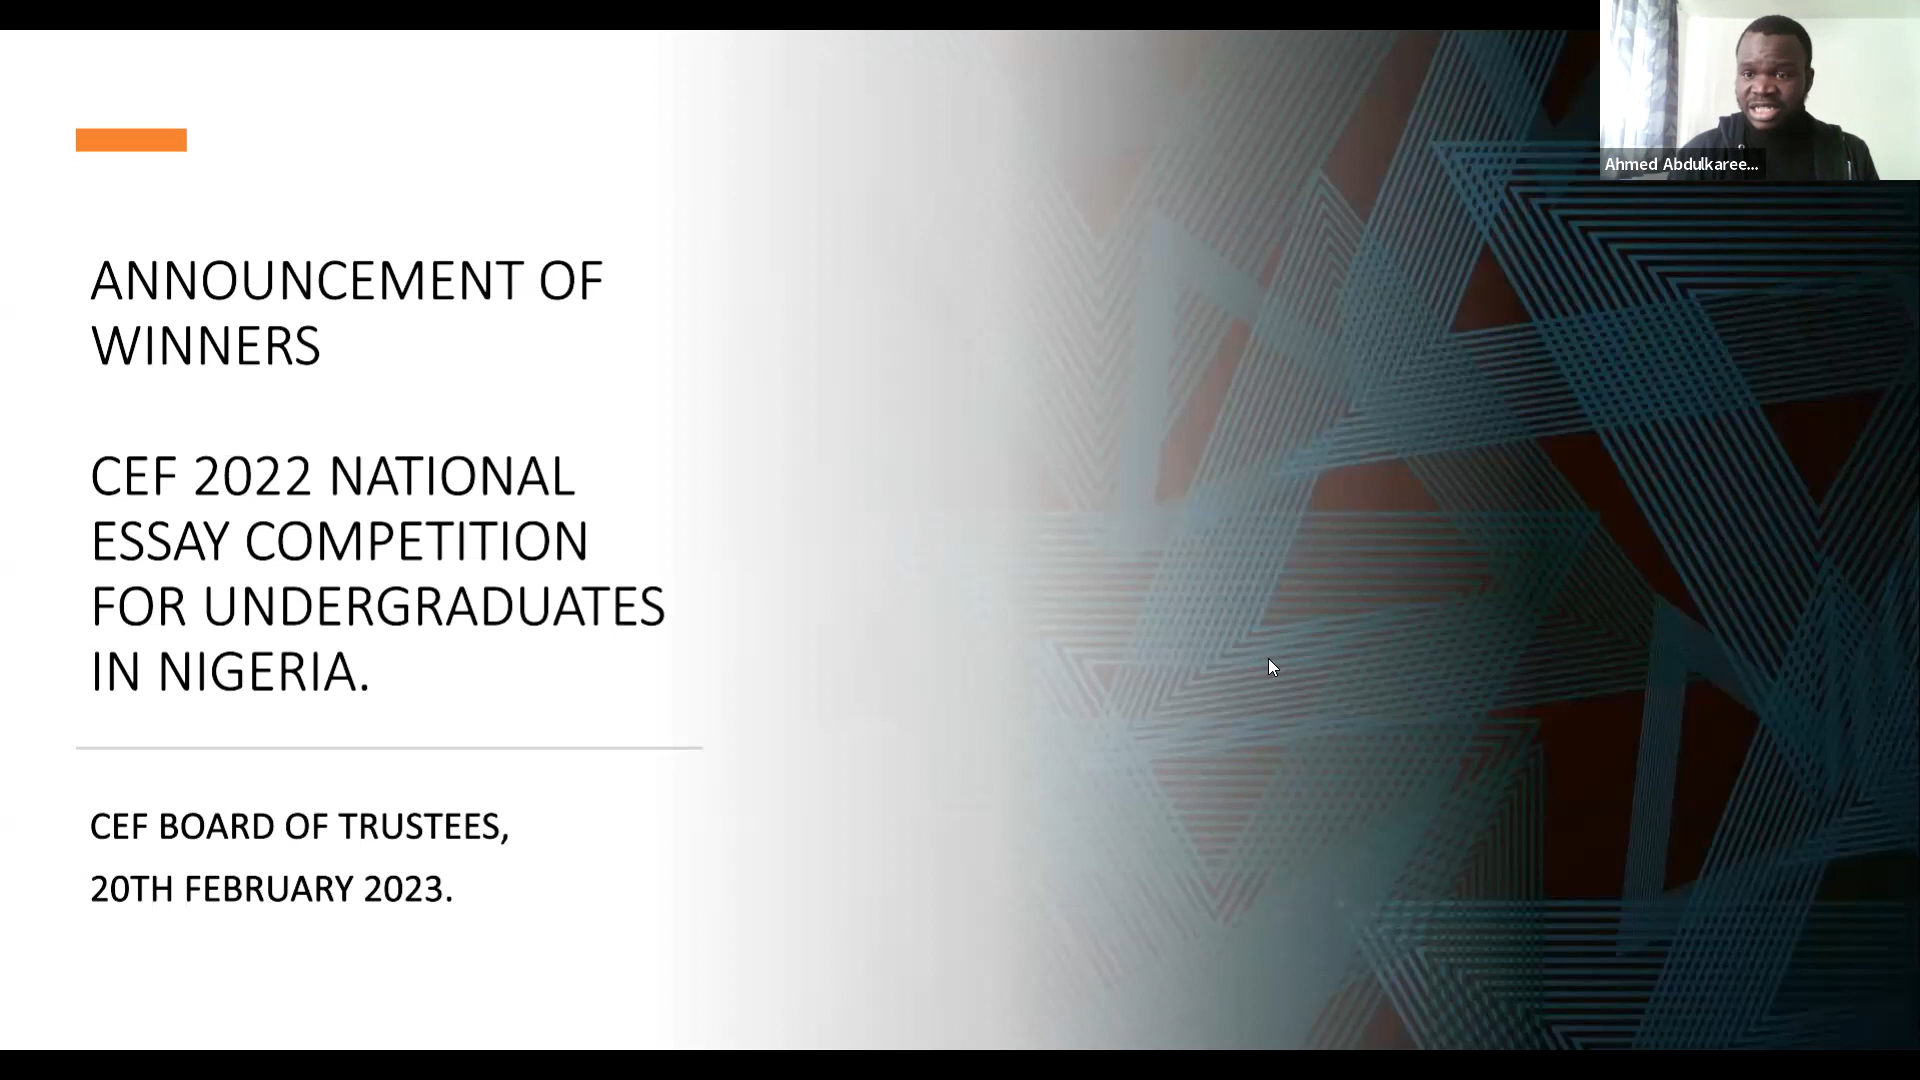 ANNOUNCEMENT OF
WINNERS
CEF 2022 NATIONAL
ESSAY COMPETITION
FOR UNDERGRADUATES
IN NIGERIA.
CEF BOARD OF TRUSTEES,
20TH FEBRUARY 2023.
Ahmed Abdulkaree...